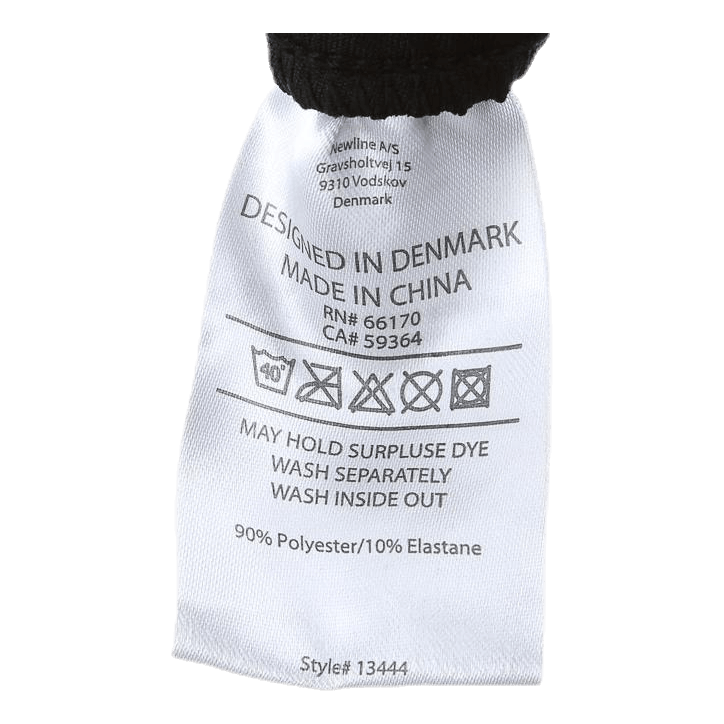 Newline A/S
Gravsholtvej 15
9310 Vodskov
Denmark
DESIGNED IN DENMARK
MADE IN CHINA
RN# 66170
CA# 59364
40°
MAY HOLD SURPLUSE DYE
WASH SEPARATELY
WASH INSIDE OUT
90% Polyester/10% Elastane
Style# 13444